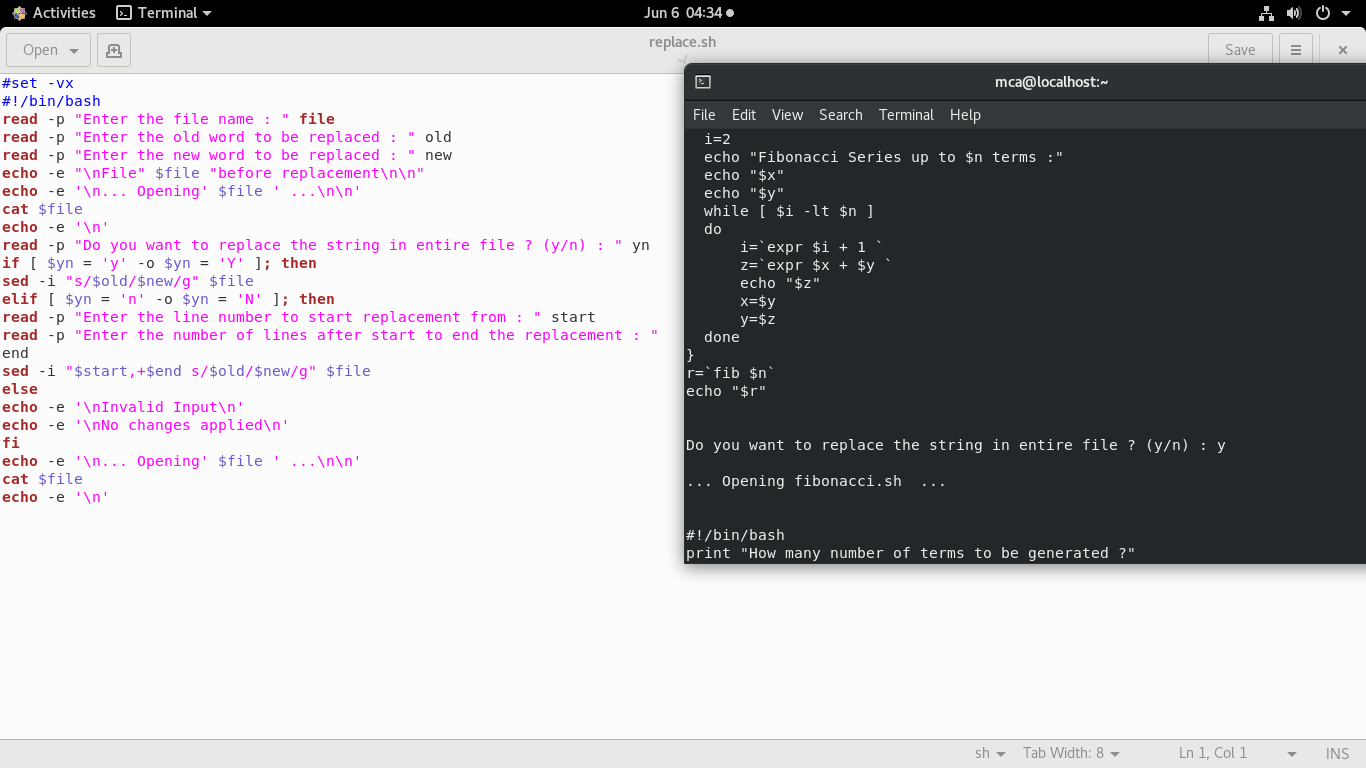 Activities Terminal Jun 6 04:34
Open replace.sh Save
~/
#set -vx
#!/bin/bash
read -p "Enter the file name : " file
read -p "Enter the old word to be replaced : " old
read -p "Enter the new word to be replaced : " new
echo -e "\nFile" $file "before replacement\n\n"
echo -e '\n... Opening' $file ' ...\n\n'
cat $file
echo -e '\n'
read -p "Do you want to replace the string in entire file ? (y/n) : " yn
if [ $yn = 'y' -o $yn = 'Y' ]; then
sed -i "s/$old/$new/g" $file
elif [ $yn = 'n' -o $yn = 'N' ]; then
read -p "Enter the line number to start replacement from : " start
read -p "Enter the number of lines after start to end the replacement : "
end
sed -i "$start,+$end s/$old/$new/g" $file
else
echo -e '\nInvalid Input\n'
echo -e '\nNo changes applied\n'
fi
echo -e '\n... Opening' $file ' ...\n\n'
cat $file
echo -e '\n'
mca@localhost:~
File Edit View Search Terminal Help
i=2
echo "Fibonacci Series up to $n terms :"
echo "$x"
echo "$y"
while [ $i -lt $n ]
do
i=`expr $i + 1 `
z=`expr $x + $y `
echo "$z"
x=$y
y=$z
done
}
r=`fib $n`
echo "$r"
Do you want to replace the string in entire file ? (y/n) : y
... Opening fibonacci.sh  ...
#!/bin/bash
print "How many number of terms to be generated ?"
sh Tab Width: 8 Ln 1, Col 1 INS